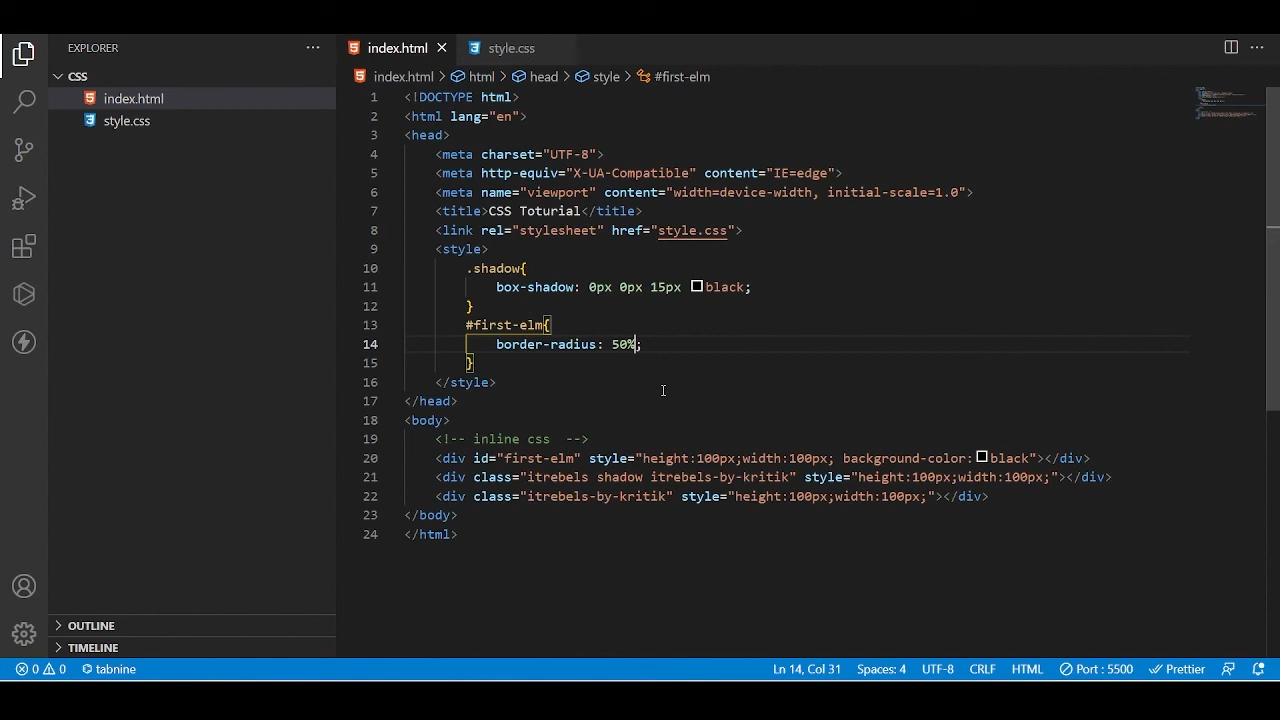 EXPLORER
CSS
index.html
style.css
OUTLINE
TIMELINE
index.html
style.css
index.html > html > head > style > #first-elm
1 <!DOCTYPE html>
2 <html lang="en">
3 <head>
4 <meta charset="UTF-8">
5 <meta http-equiv="X-UA-Compatible" content="IE=edge">
6 <meta name="viewport" content="width=device-width, initial-scale=1.0">
7 <title>CSS Toturial</title>
8 <link rel="stylesheet" href="style.css">
9 <style>
10 .shadow{
11 box-shadow: 0px 0px 15px black;
12 }
13 #first-elm{
14 border-radius: 50%;
15 }
16 </style>
17 </head>
18 <body>
19 <!-- inline css  -->
20 <div id="first-elm" style="height:100px;width:100px; background-color:black"></div>
21 <div class="itrebels shadow itrebels-by-kritik" style="height:100px;width:100px;"></div>
22 <div class="itrebels-by-kritik" style="height:100px;width:100px;"></div>
23 </body>
24 </html>
0 0 tabnine Ln 14, Col 31 Spaces: 4 UTF-8 CRLF HTML Port : 5500 Prettier